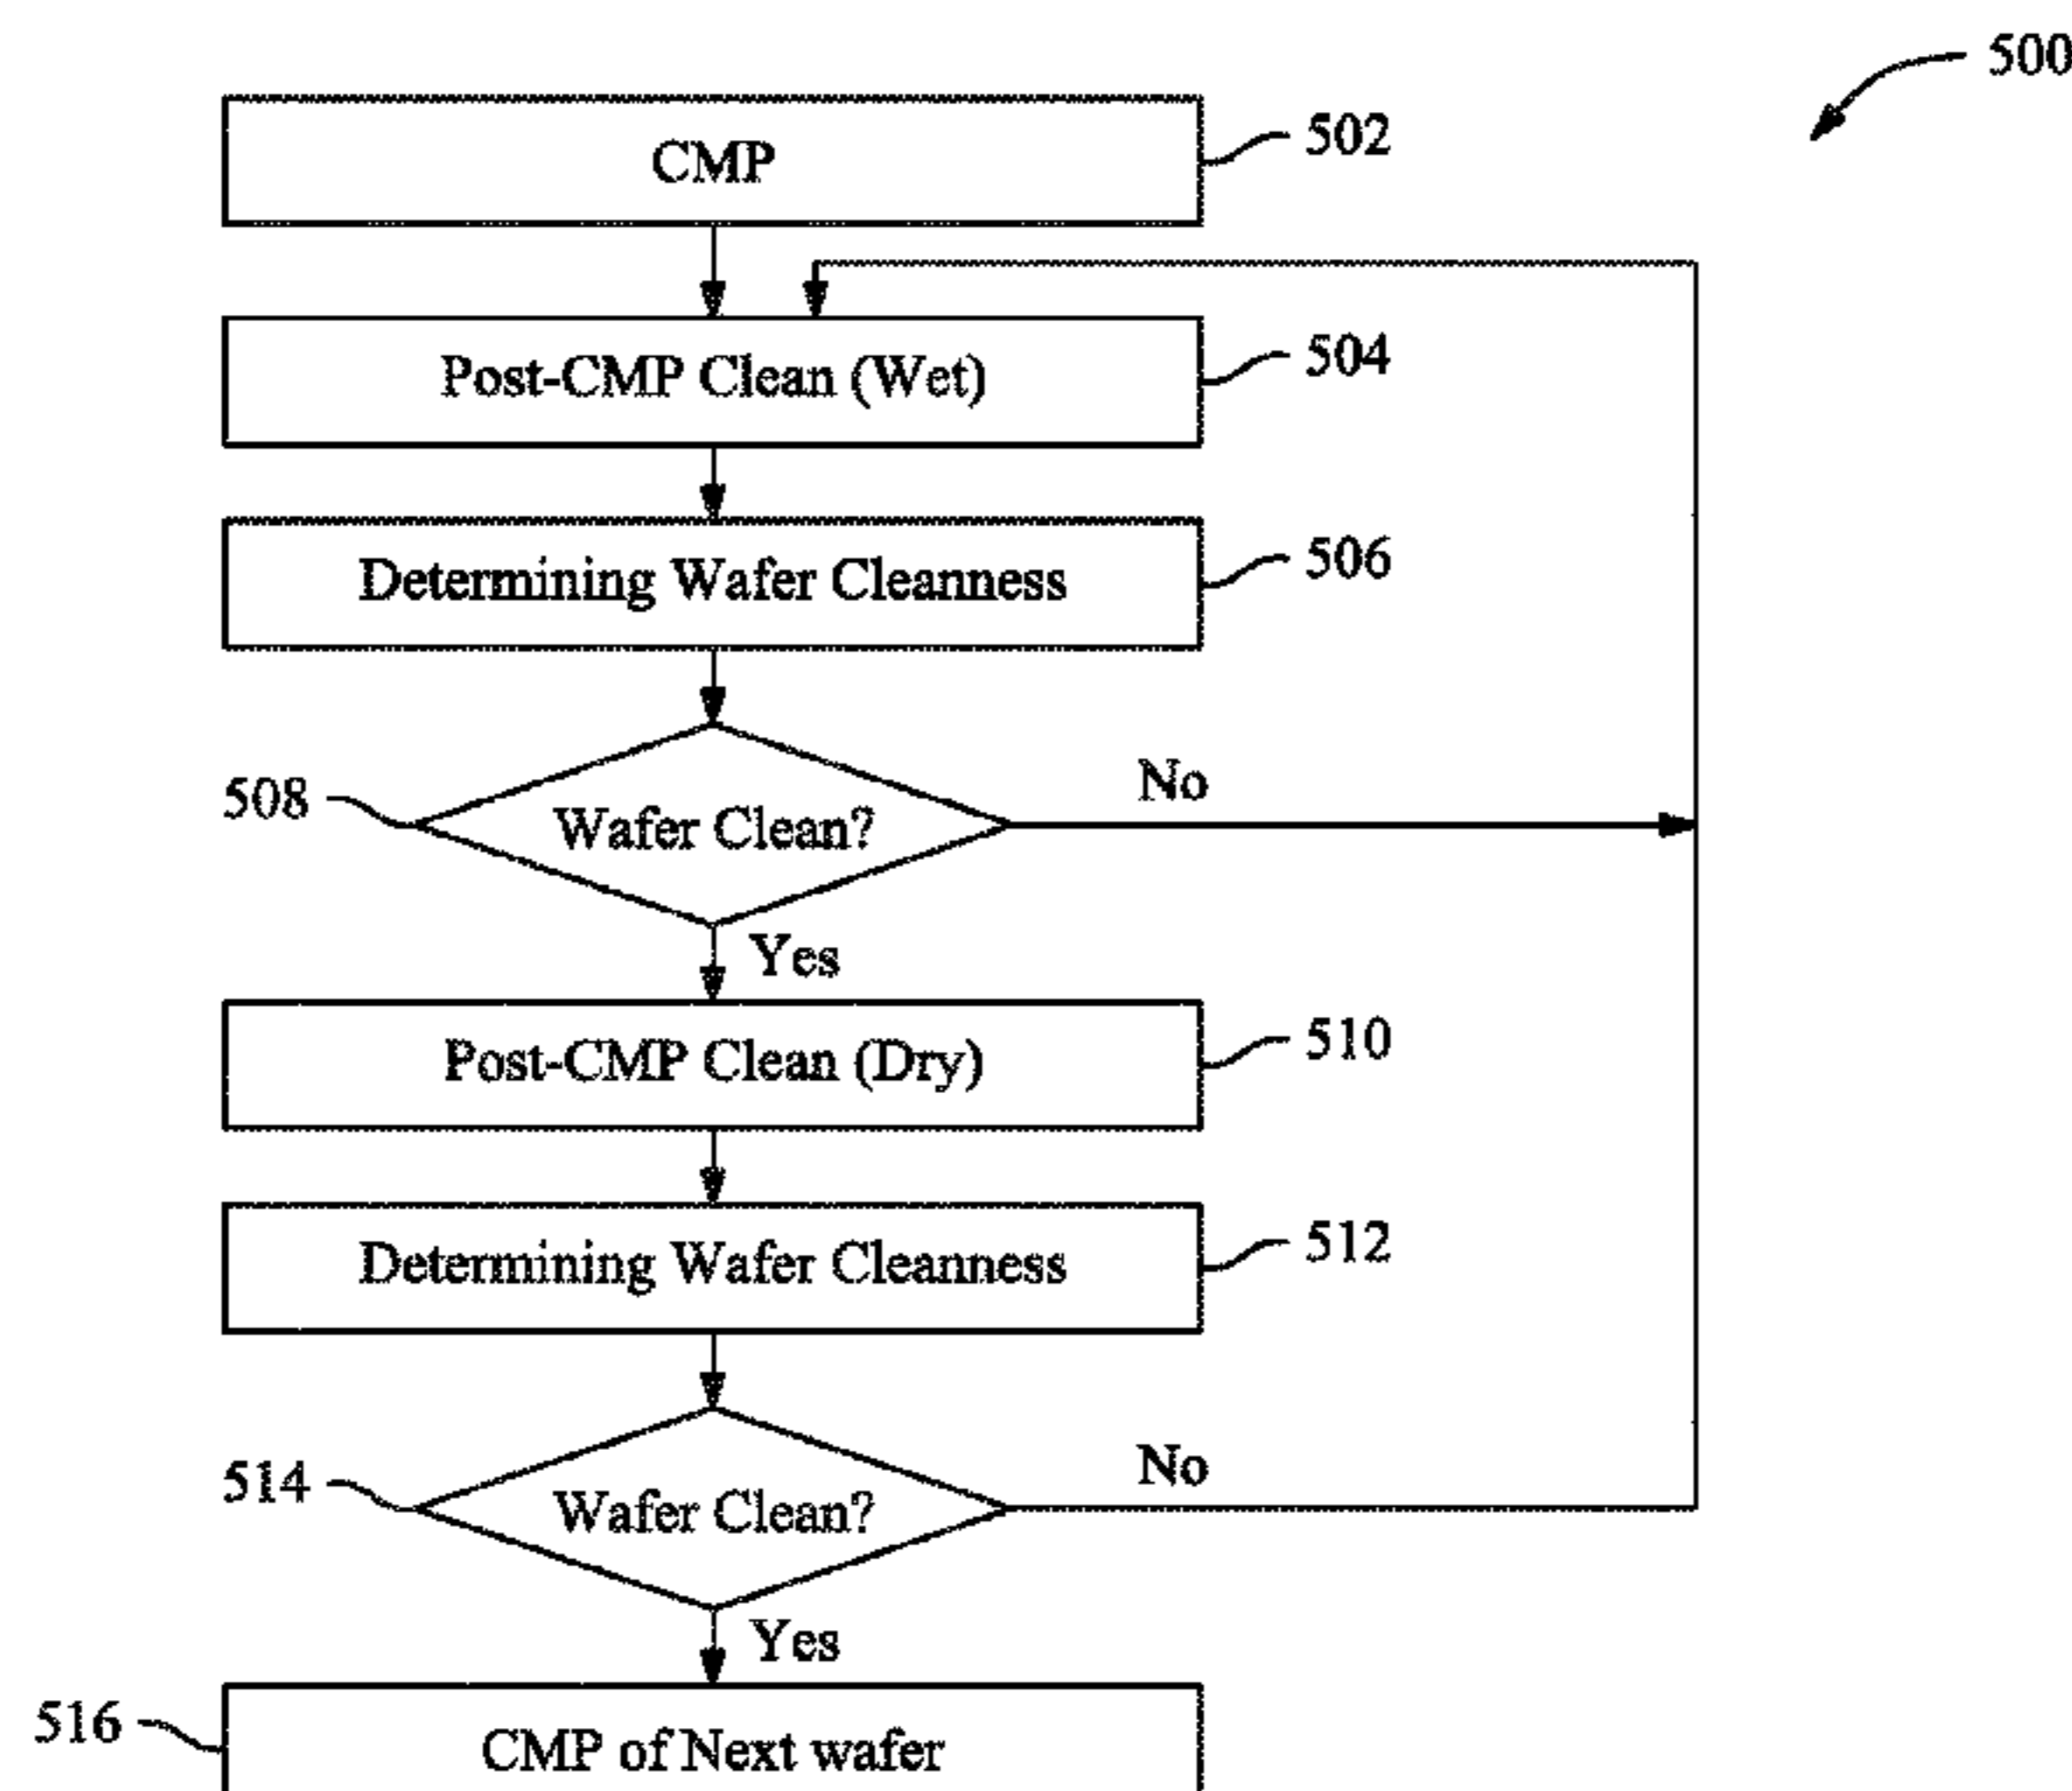 500
CMP
502
Post-CMP Clean (Wet)
504
Determining Wafer Cleanness
506
508
Wafer Clean?
No
Yes
Post-CMP Clean (Dry)
510
Determining Wafer Cleanness
512
514
Wafer Clean?
No
Yes
516
CMP of Next wafer